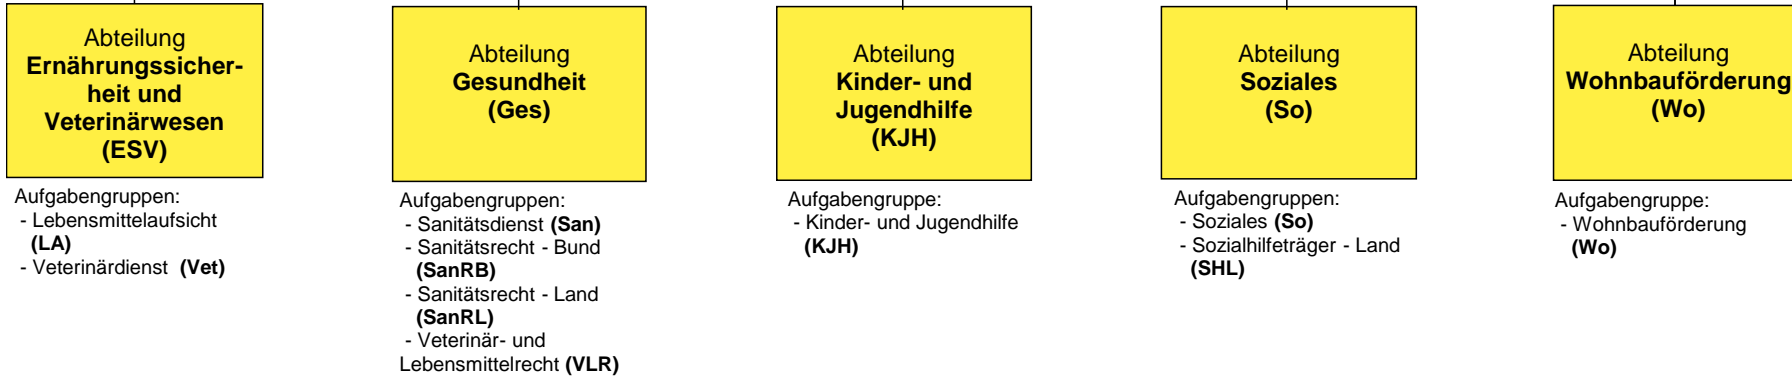 Abteilung
Ernährungssicher-
heit und
Veterinärwesen
(ESV)
Aufgabengruppen:
- Lebensmittelaufsicht
(LA)
- Veterinärdienst (Vet)
Abteilung
Gesundheit
(Ges)
Aufgabengruppen:
- Sanitätsdienst (San)
- Sanitätsrecht - Bund
(SanRB)
- Sanitätsrecht - Land
(SanRL)
- Veterinär- und
Lebensmittelrecht (VLR)
Abteilung
Kinder- und
Jugendhilfe
(KJH)
Aufgabengruppe:
- Kinder- und Jugendhilfe
(KJH)
Abteilung
Soziales
(So)
Aufgabengruppen:
- Soziales (So)
- Sozialhilfeträger - Land
(SHL)
Abteilung
Wohnbauförderung
(Wo)
Aufgabengruppe:
- Wohnbauförderung
(Wo)